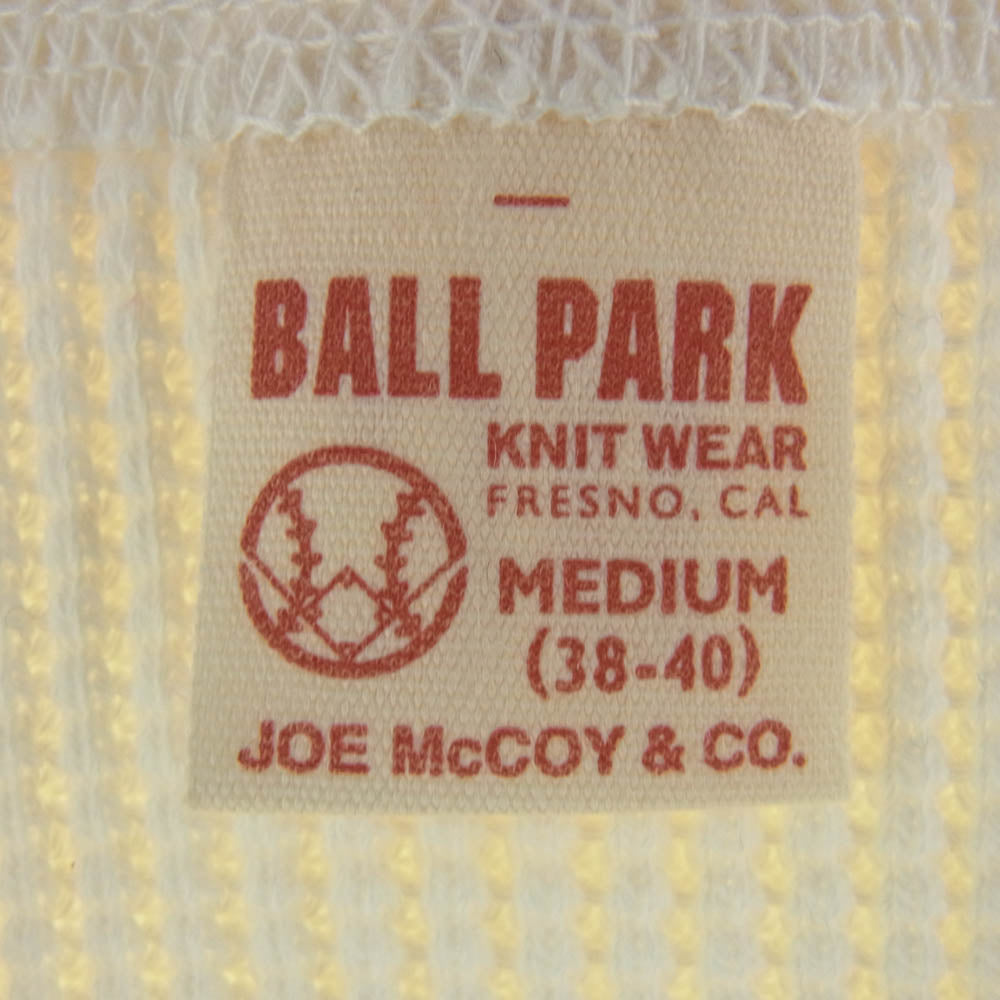 BALL PARK
KNIT WEAR
FRESNO, CAL
MEDIUM
(38-40)
JOE McCOY & CO.